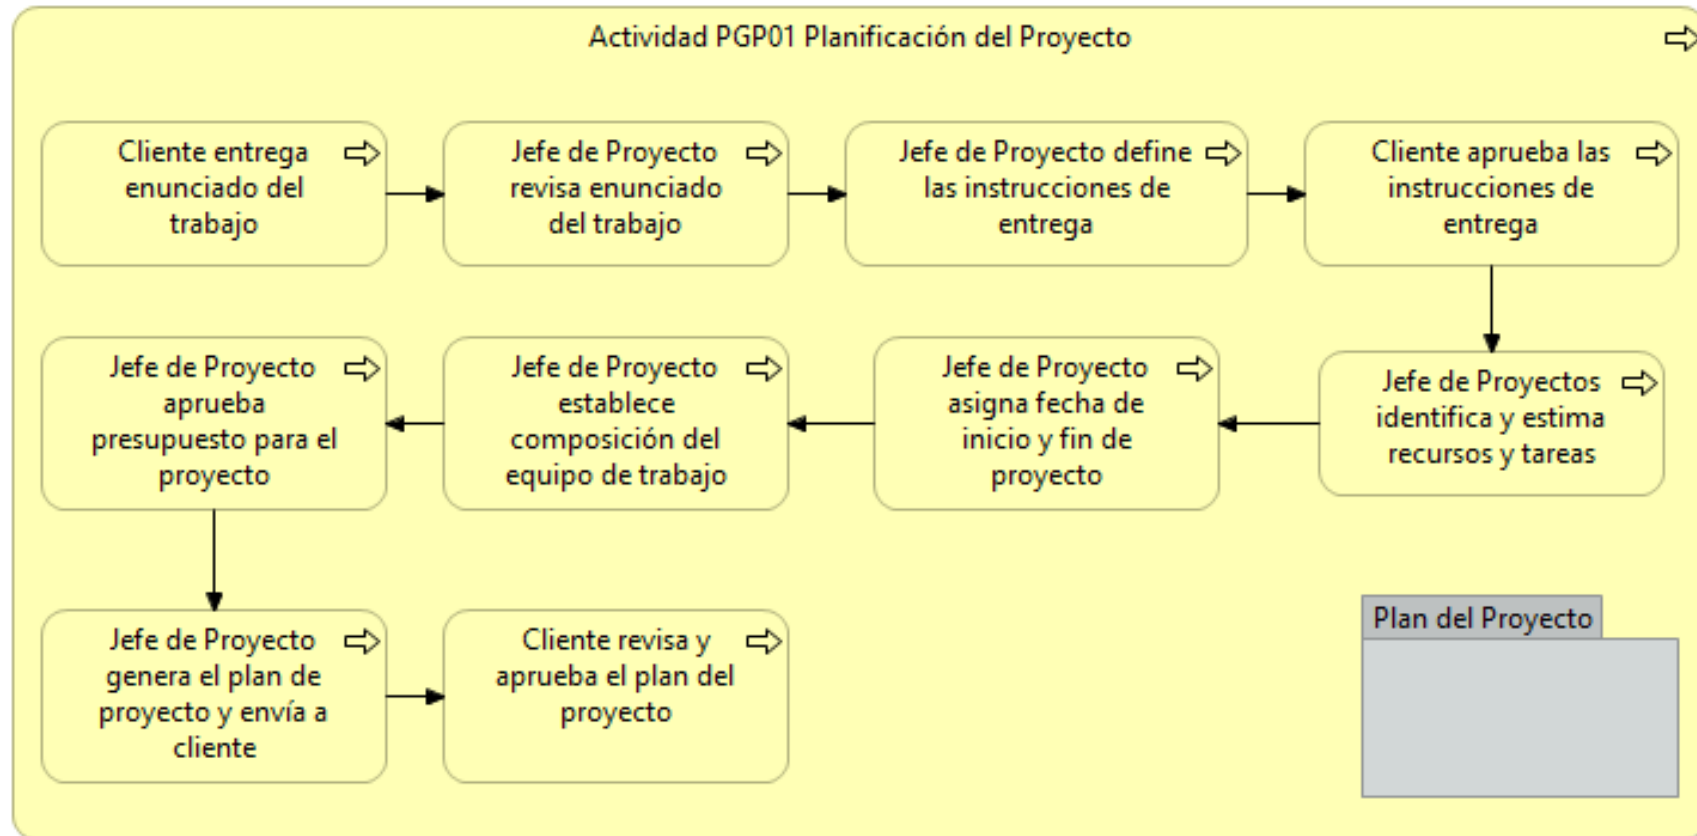 Actividad PGP01 Planificación del Proyecto
Cliente entrega
enunciado del
trabajo
Jefe de Proyecto
revisa enunciado
del trabajo
Jefe de Proyecto define
las instrucciones de
entrega
Cliente aprueba las
instrucciones de
entrega
Jefe de Proyectos
identifica y estima
recursos y tareas
Jefe de Proyecto
asigna fecha de
inicio y fin de
proyecto
Jefe de Proyecto
establece
composición del
equipo de trabajo
Jefe de Proyecto
aprueba
presupuesto para el
proyecto
Jefe de Proyecto
genera el plan de
proyecto y envía a
cliente
Cliente revisa y
aprueba el plan del
proyecto
Plan del Proyecto